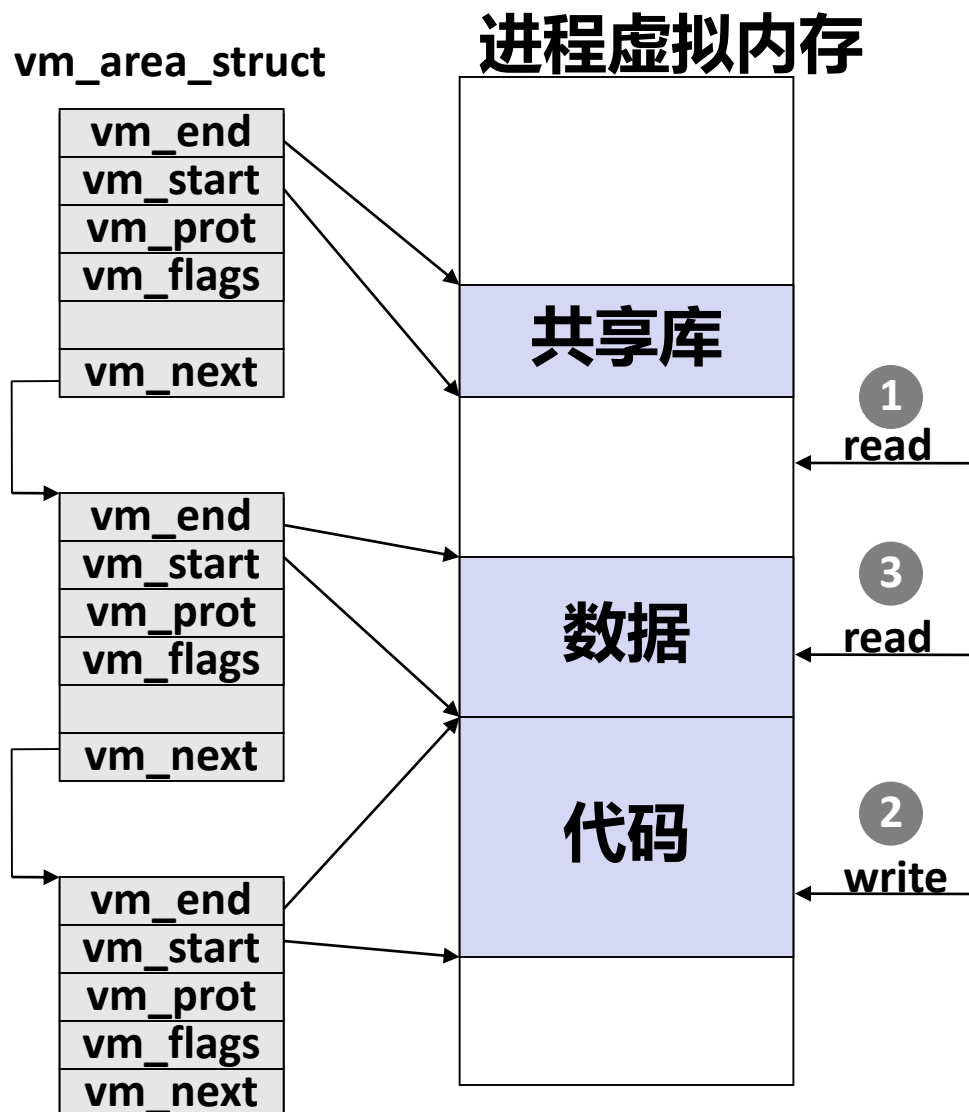 进程虚拟内存
vm_area_struct
vm_end
vm_start
vm_prot
vm_flags
vm_next
vm_end
vm_start
vm_prot
vm_flags
vm_next
vm_end
vm_start
vm_prot
vm_flags
vm_next
共享库
数据
代码
1
read
3
read
2
write